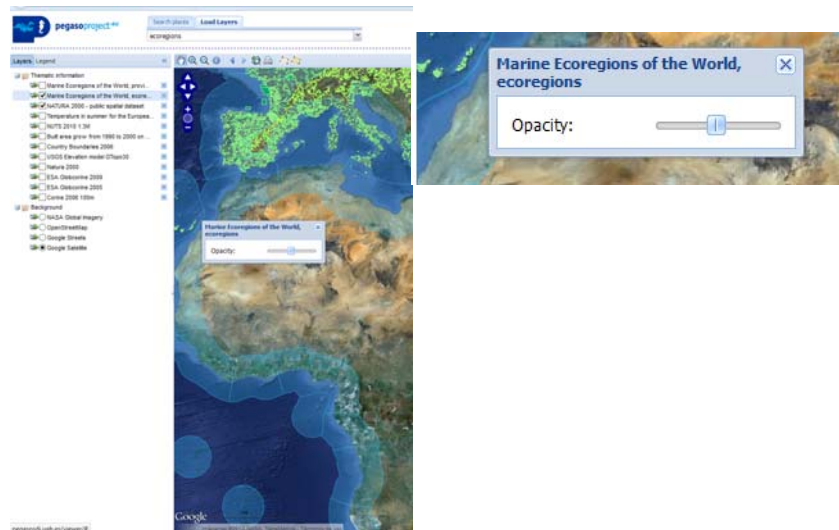 pegasoproject
Search places Load Layers
ecoregions
Layers Legend
Thematic information
Marine Ecoregions of the World, provi...
Marine Ecoregions of the World, ecore...
NATURA 2000 - public spatial dataset
Temperature in summer for the Europea...
NUTS 2010 1:3M
Built area grow from 1990 to 2000 on ...
Country Boundaries 2006
USGS Elevation model GTopo30
Natura 2000
ESA Globcorine 2009
ESA Globcorine 2005
Corine 2006 100m
Background
NASA Global Imagery
OpenStreetMap
Google Streets
Google Satellite
Marine Ecoregions of the World,
ecoregions
Opacity:
Google
Marine Ecoregions of the World,
ecoregions
Opacity: